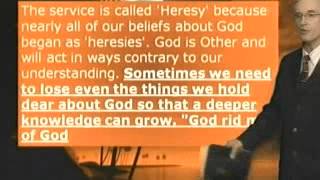 The service is called 'Heresy' because
nearly all of our beliefs about God
began as 'heresies'. God is Other and
will act in ways contrary to our
understanding. Sometimes we need
to lose even the things we hold
dear about God so that a deeper
knowledge can grow, "God rid m
of God